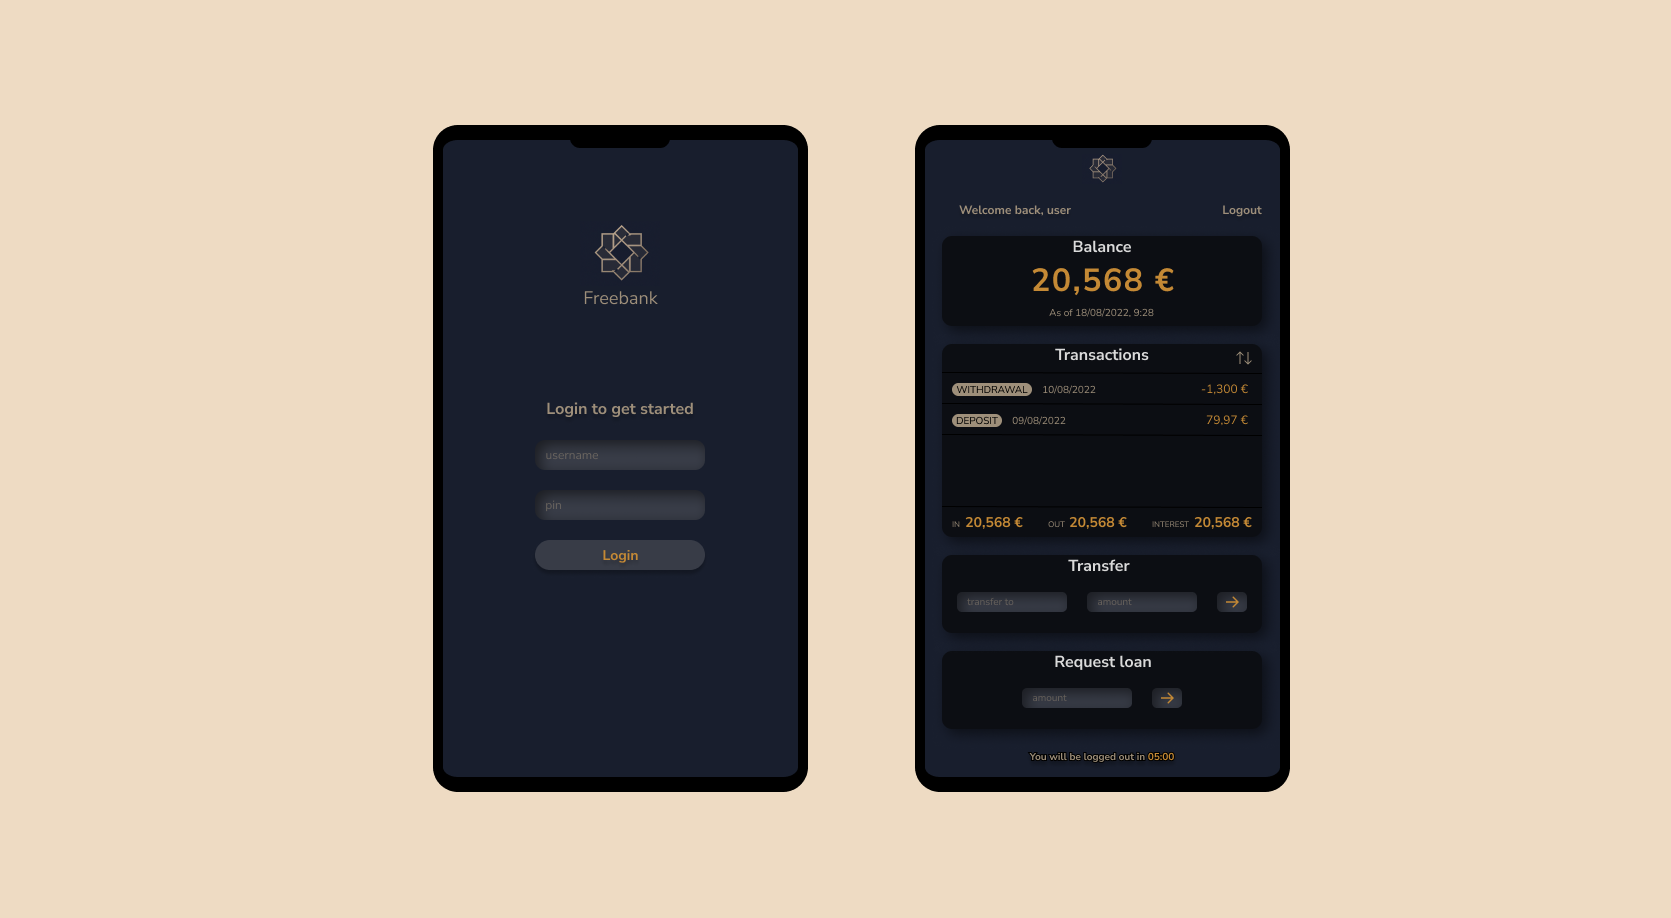 Freebank
Login to get started
username
pin
Login
Welcome back, user Logout
Balance
20,568 €
As of 18/08/2022, 9:28
Transactions
WITHDRAWAL 10/08/2022 -1,300 €
DEPOSIT 09/08/2022 79,97 €
IN 20,568 € OUT 20,568 € INTEREST 20,568 €
Transfer
transfer to amount
Request loan
amount
You will be logged out in 05:00